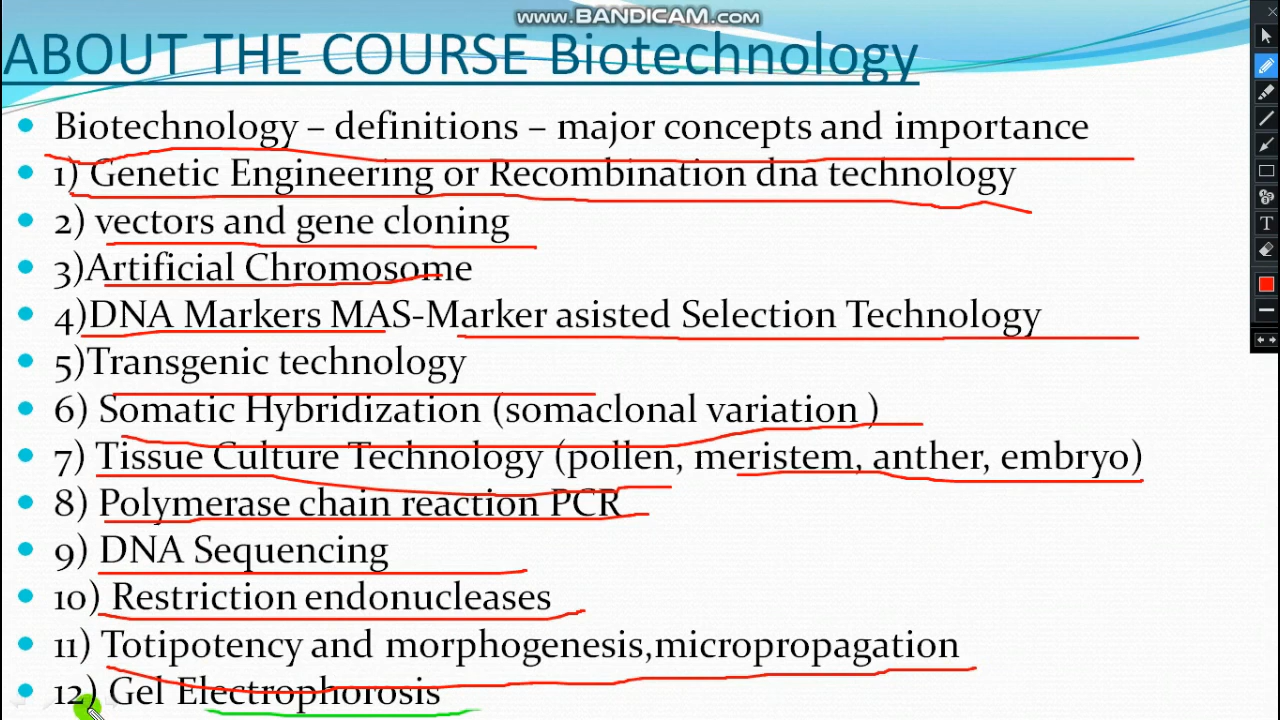 www.BANDICAM.com
ABOUT THE COURSE Biotechnology
• Biotechnology – definitions – major concepts and importance
• 1) Genetic Engineering or Recombination dna technology
• 2) vectors and gene cloning
• 3)Artificial Chromosome
• 4)DNA Markers MAS-Marker asisted Selection Technology
• 5)Transgenic technology
• 6) Somatic Hybridization (somaclonal variation )
• 7) Tissue Culture Technology (pollen, meristem, anther, embryo)
• 8) Polymerase chain reaction PCR
• 9) DNA Sequencing
• 10) Restriction endonucleases
• 11) Totipotency and morphogenesis,micropropagation
• 12) Gel Electrophorosis